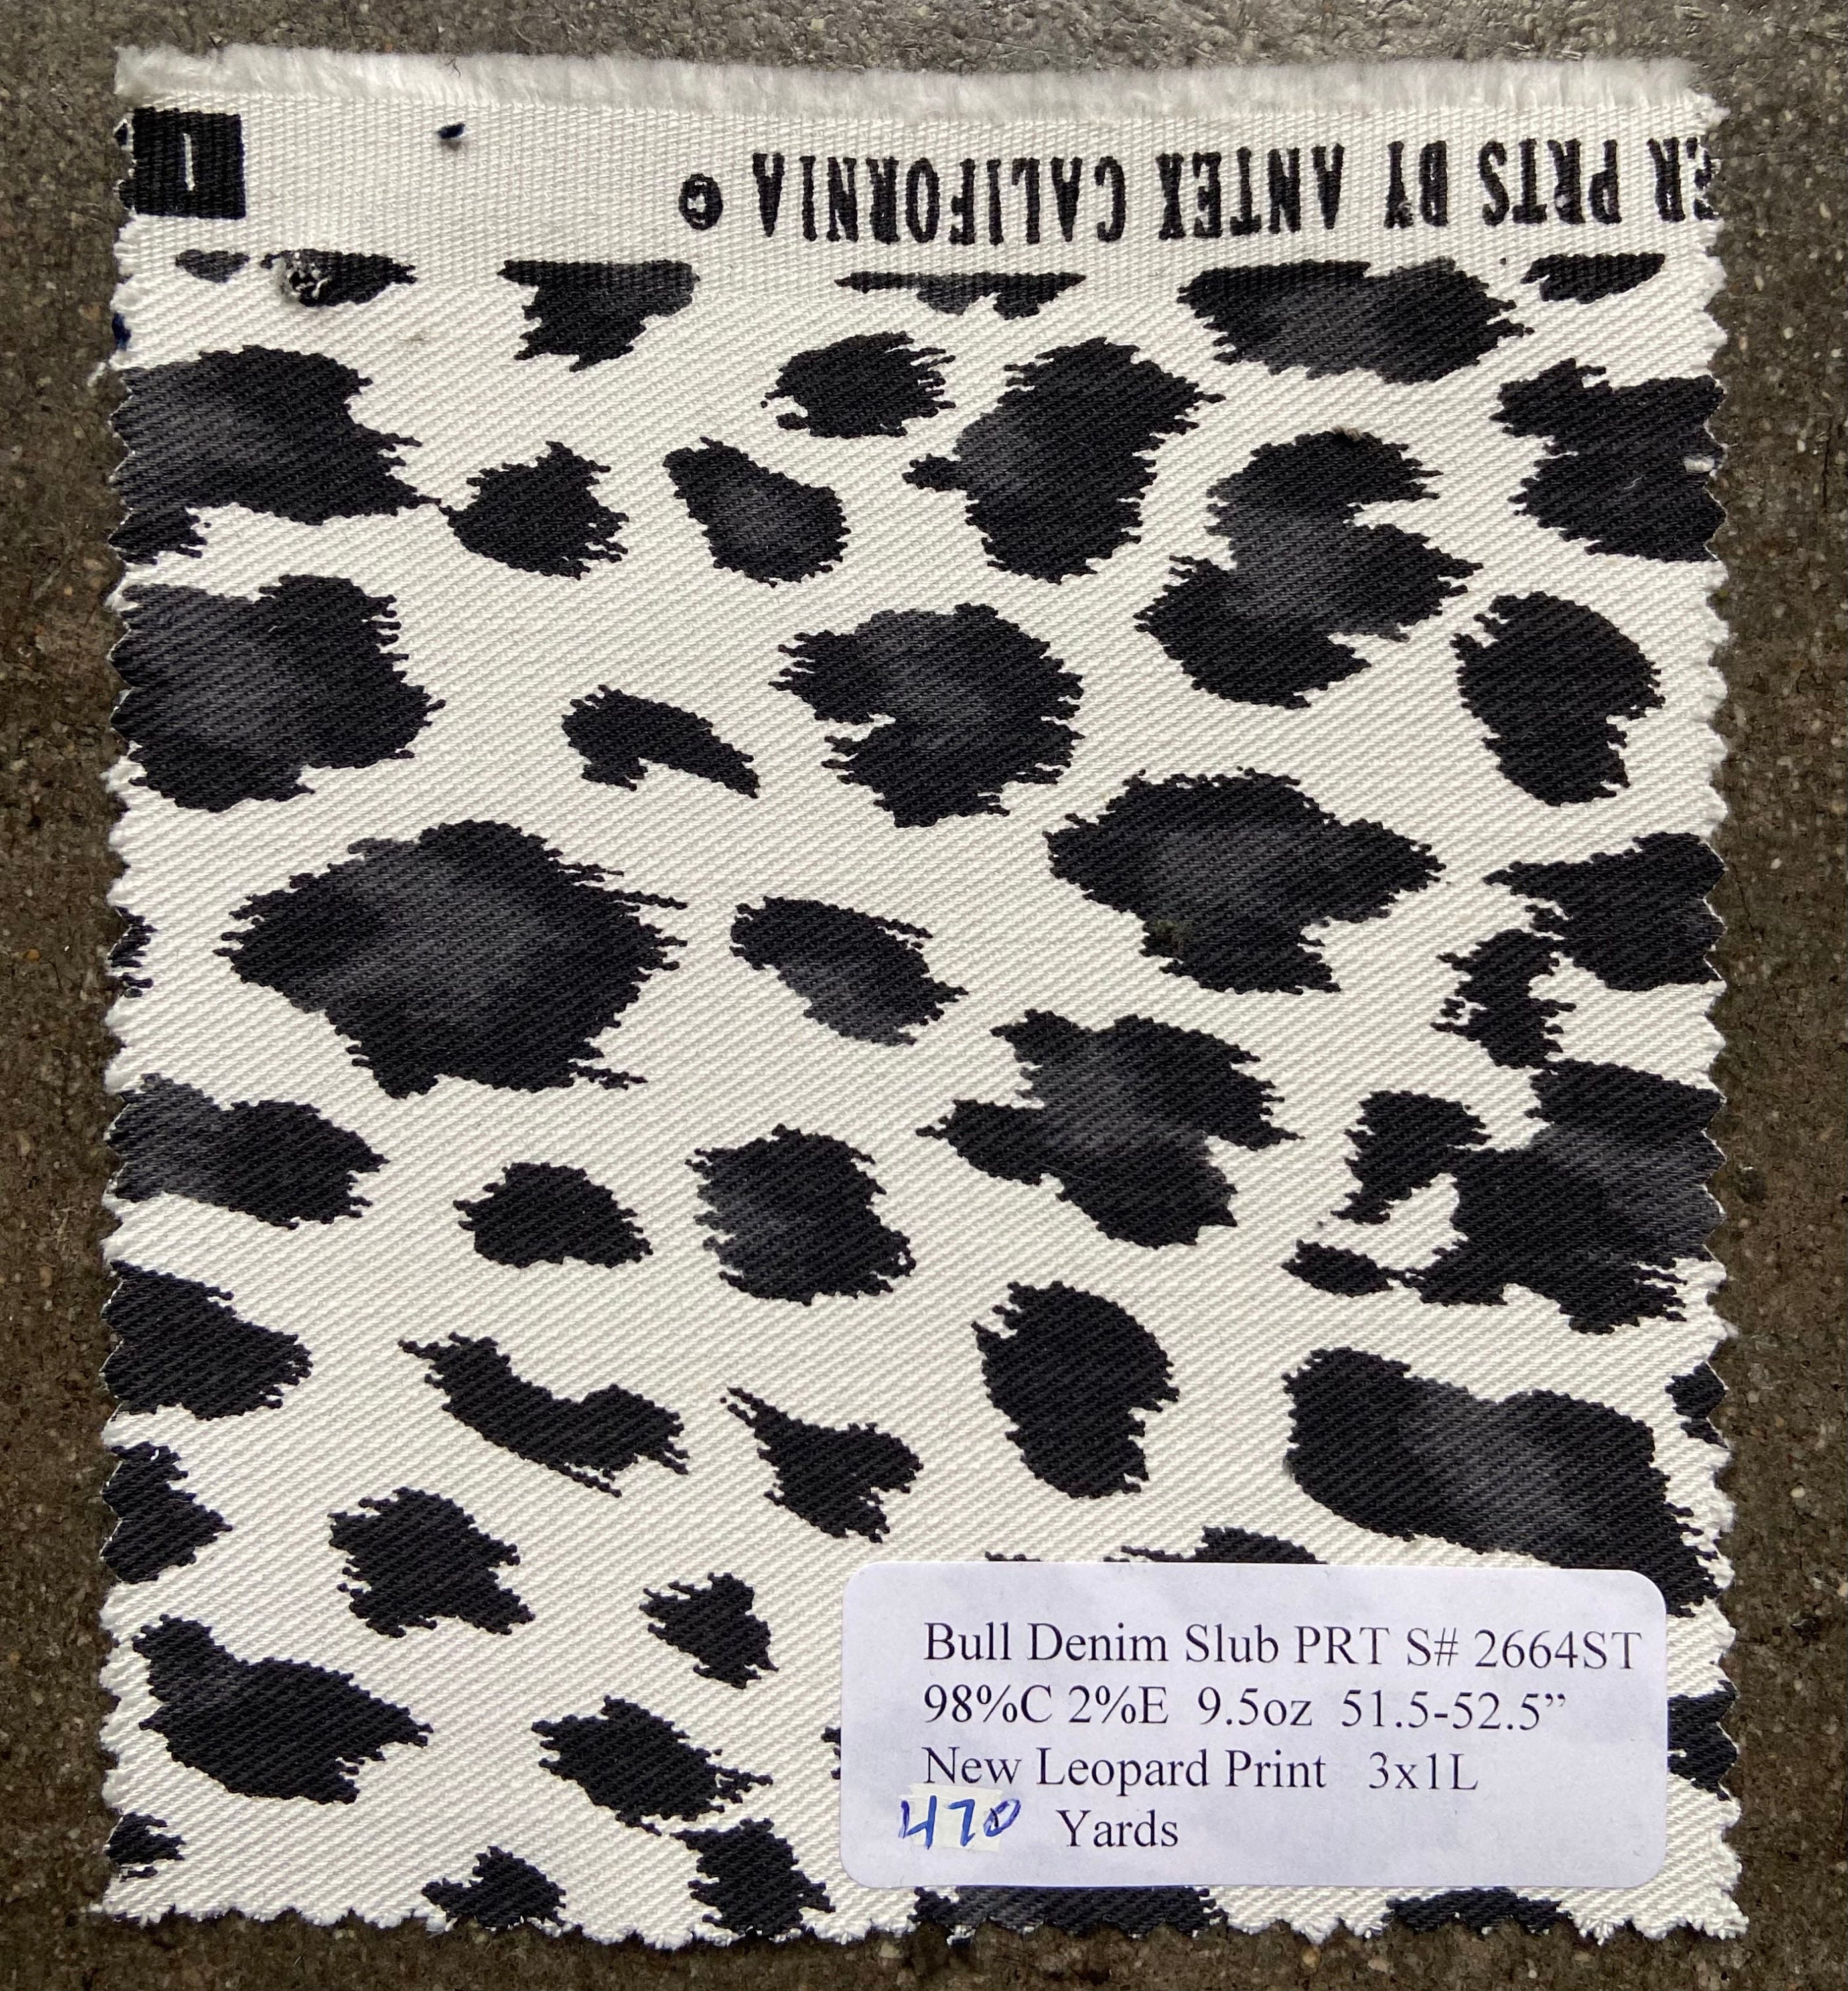 1
© ANTEX CALIFORNIA BY PRTS
Bull Denim Slub PRT S# 2664ST
98%C 2%E 9.5oz 51.5-52.5”
New Leopard Print 3x1L
470 Yards